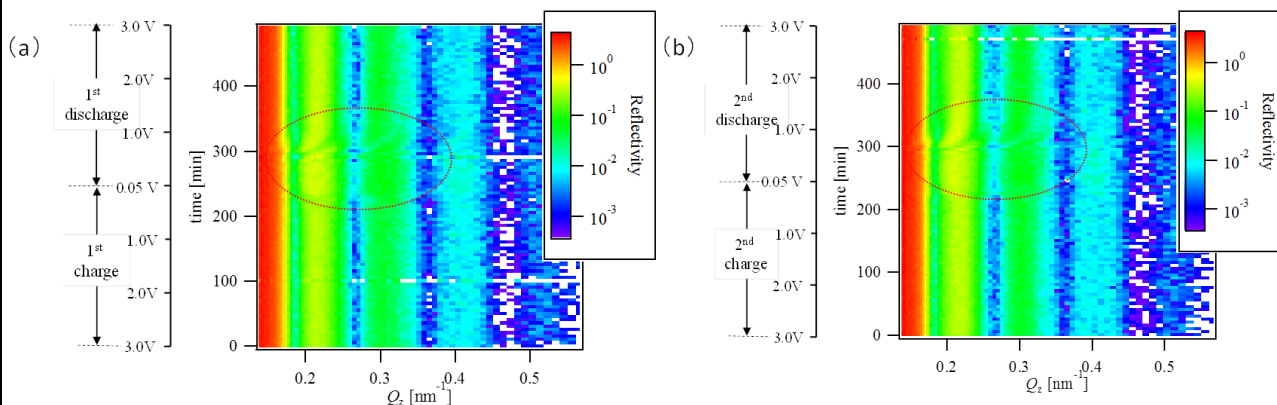 (a)
3.0 V
2.0V
1.0V
0.05 V
1.0V
2.0V
3.0V
1st
discharge
1st
charge
400
300
200
100
0
time [min]
0.2
0.3
0.4
0.5
Qz [nm-1]
10^0
10^-1
10^-2
10^-3
Reflectivity
(b)
3.0 V
2.0V
1.0V
0.05 V
1.0V
2.0V
3.0V
2nd
discharge
2nd
charge
400
300
200
100
0
time [min]
0.2
0.3
0.4
0.5
Qz [nm-1]
10^0
10^-1
10^-2
10^-3
Reflectivity